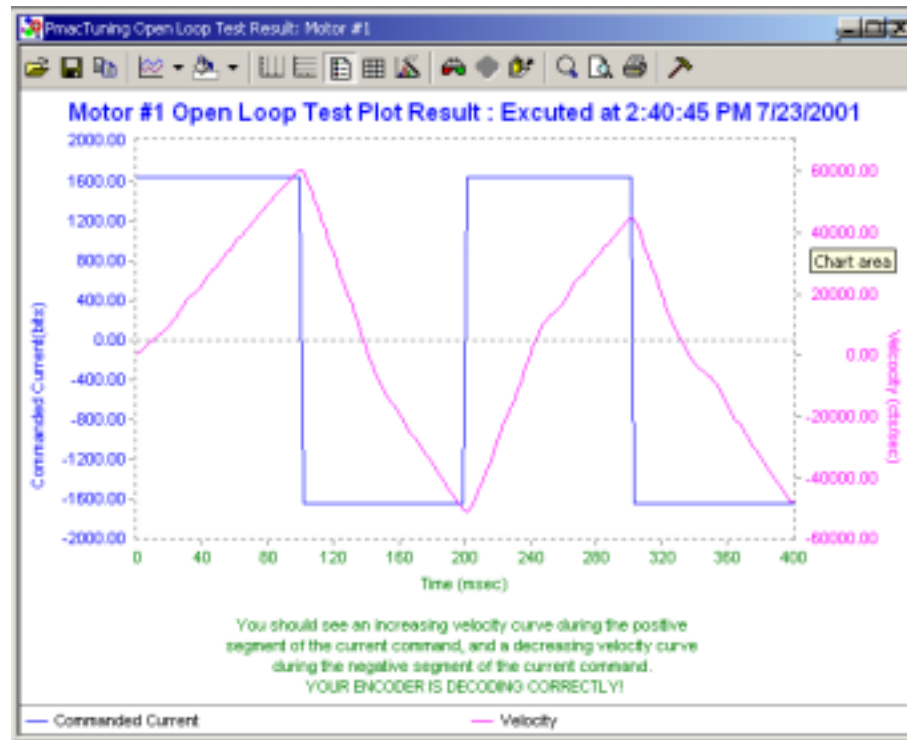 PmacTuning Open Loop Test Result: Motor #1
Motor #1 Open Loop Test Plot Result : Excuted at 2:40:45 PM 7/23/2001
2000.00
1600.00
1200.00
800.00
400.00
0.00
-400.00
-800.00
-1200.00
-1600.00
-2000.00
Commanded Current(bits)
60000.00
40000.00
Chart area
20000.00
0.00
-20000.00
-40000.00
-60000.00
Velcocity (cts/sec)
0 40 80 120 160 200 240 280 320 360 400
Time (msec)
You should see an increasing velocity curve during the positive
segment of the current command, and a decreasing velocity curve
during the negative segment of the current command.
YOUR ENCODER IS DECODING CORRECTLY!
Commanded Current
Velocity